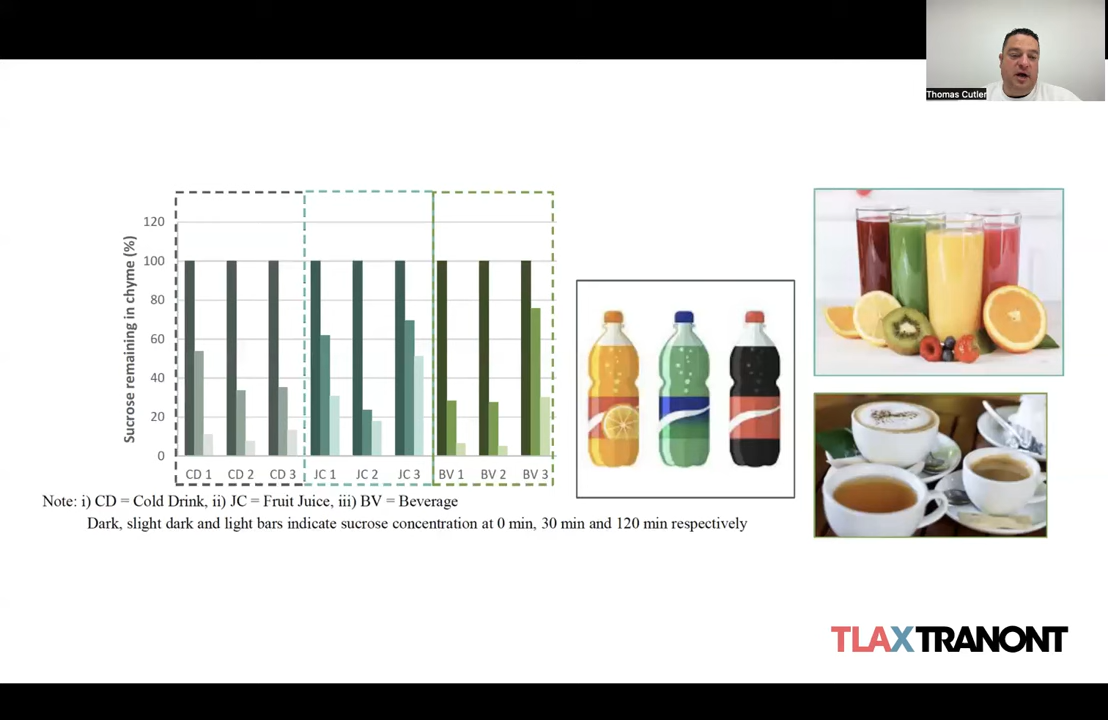 Thomas Cutler
Sucrose remaining in chyme (%)
120
100
80
60
40
20
0
CD 1 CD 2 CD 3 JC 1 JC 2 JC 3 BV 1 BV 2 BV 3
Note: i) CD = Cold Drink, ii) JC = Fruit Juice, iii) BV = Beverage
Dark, slight dark and light bars indicate sucrose concentration at 0 min, 30 min and 120 min respectively
TLAXTRANONT